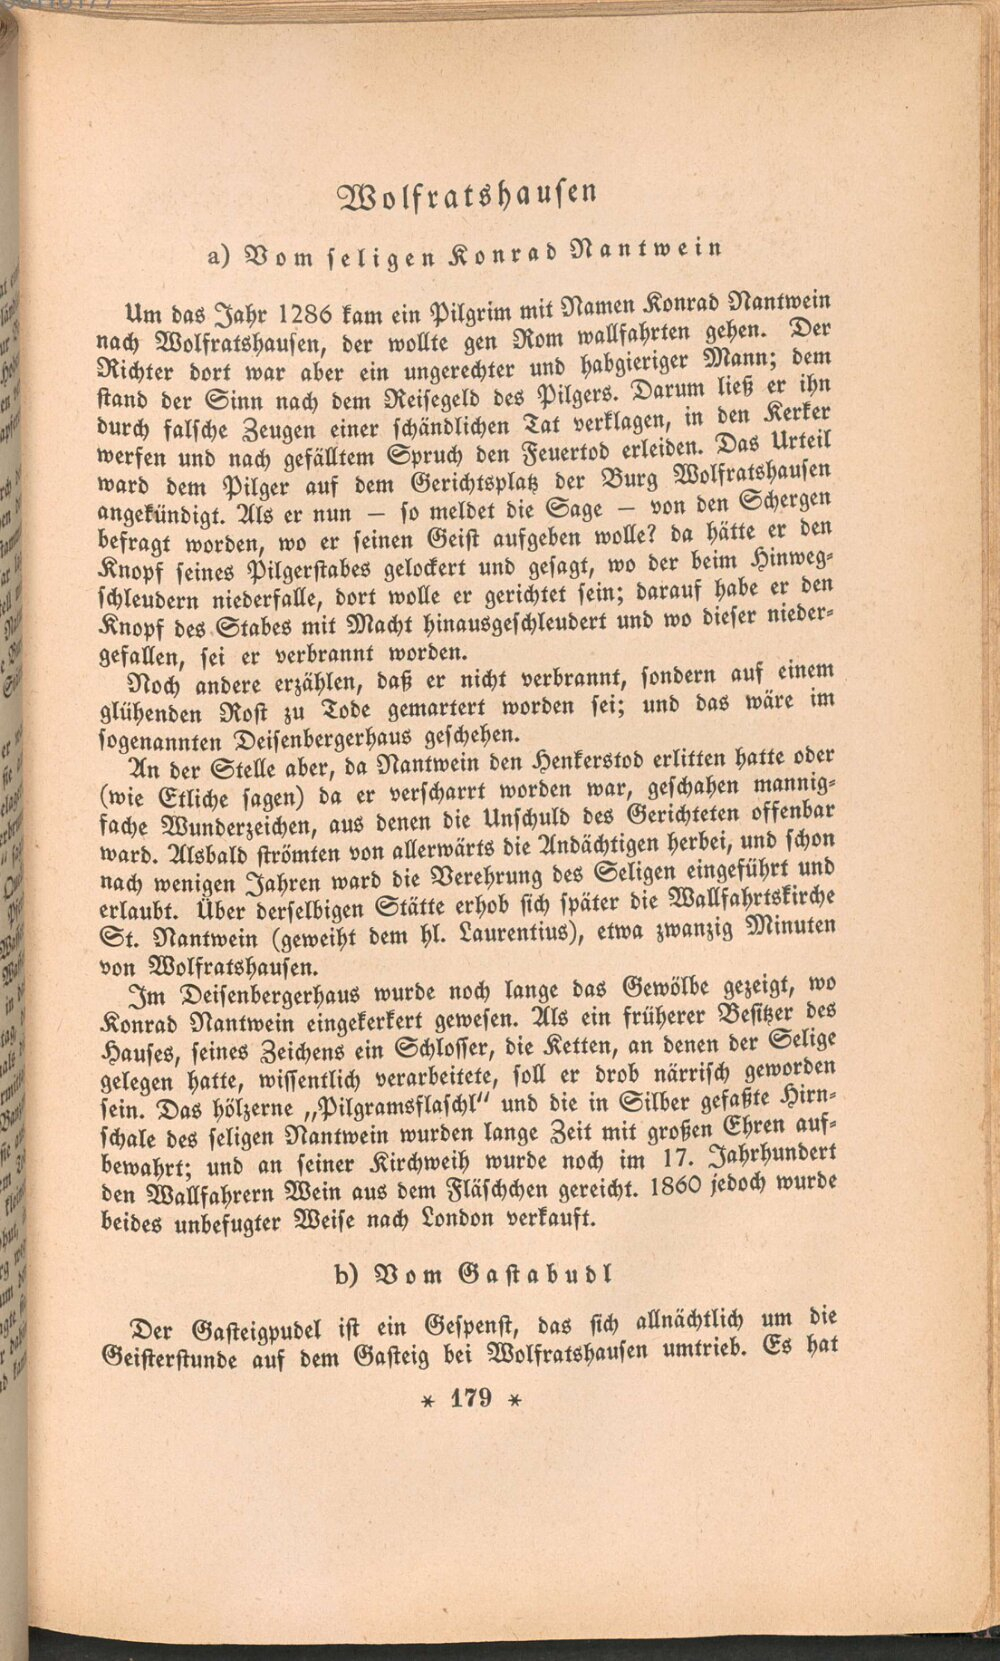 Wolfratshausen
a) Vom seligen Konrad Nantwein
Um das Jahr 1286 kam ein Pilgrim mit Namen Konrad Nantwein
nach Wolfratshausen, der wollte gen Rom wallfahrten gehen. Der
Richter dort war aber ein ungerechter und habgieriger Mann; dem
stand der Sinn nach dem Reisegeld des Pilgers. Darum ließ er ihn
durch falsche Zeugen einer schändlichen Tat verklagen, in den Kerker
werfen und nach gefälltem Spruch den Feuertod erleiden. Das Urteil
ward dem Pilger auf dem Gerichtsplatz der Burg Wolfratshausen
angekündigt. Als er nun — so meldet die Sage — von den Schergen
befragt worden, wo er seinen Geist aufgeben wolle? da hätte er den
Knopf seines Pilgerstabes gelockert und gesagt, wo der beim Hinweg-
schleudern niederfalle, dort wolle er gerichtet sein; darauf habe er den
Knopf des Stabes mit Macht hinausgeschleudert und wo dieser nieder-
gefallen, sei er verbrannt worden.
Noch andere erzählen, daß er nicht verbrannt, sondern auf einem
glühenden Rost zu Tode gemartert worden sei; und das wäre im
sogenannten Deisenbergerhaus geschehen.
An der Stelle aber, da Nantwein den Henkerstod erlitten hatte oder
(wie Etliche sagen) da er verscharrt worden war, geschahen mannig-
fache Wunderzeichen, aus denen die Unschuld des Gerichteten offenbar
ward. Alsbald strömten von allerwärts die Andächtigen herbei, und schon
nach wenigen Jahren ward die Verehrung des Seligen eingeführt und
erlaubt. Über derselbigen Stätte erhob sich später die Wallfahrtskirche
St. Nantwein (geweiht dem hl. Laurentius), etwa zwanzig Minuten
von Wolfratshausen.
Im Deisenbergerhaus wurde noch lange das Gewölbe gezeigt, wo
Konrad Nantwein eingekerkert gewesen. Als ein früherer Besitzer des
Hauses, seines Zeichens ein Schlosser, die Ketten, an denen der Selige
gelegen hatte, wissentlich verarbeitete, soll er drob närrisch geworden
sein. Das hölzerne „Pilgramsflaschl“ und die in Silber gefaßte Hirn-
schale des seligen Nantwein wurden lange Zeit mit großen Ehren auf-
bewahrt; und an seiner Kirchweih wurde noch im 17. Jahrhundert
den Wallfahrern Wein aus dem Fläschchen gereicht. 1860 jedoch wurde
beides unbefugter Weise nach London verkauft.
b) Vom Gastabudl
Der Gasteigpudel ist ein Gespenst, das sich allnächtlich um die
Geisterstunde auf dem Gasteig bei Wolfratshausen umtrieb. Es hat
* 179 *